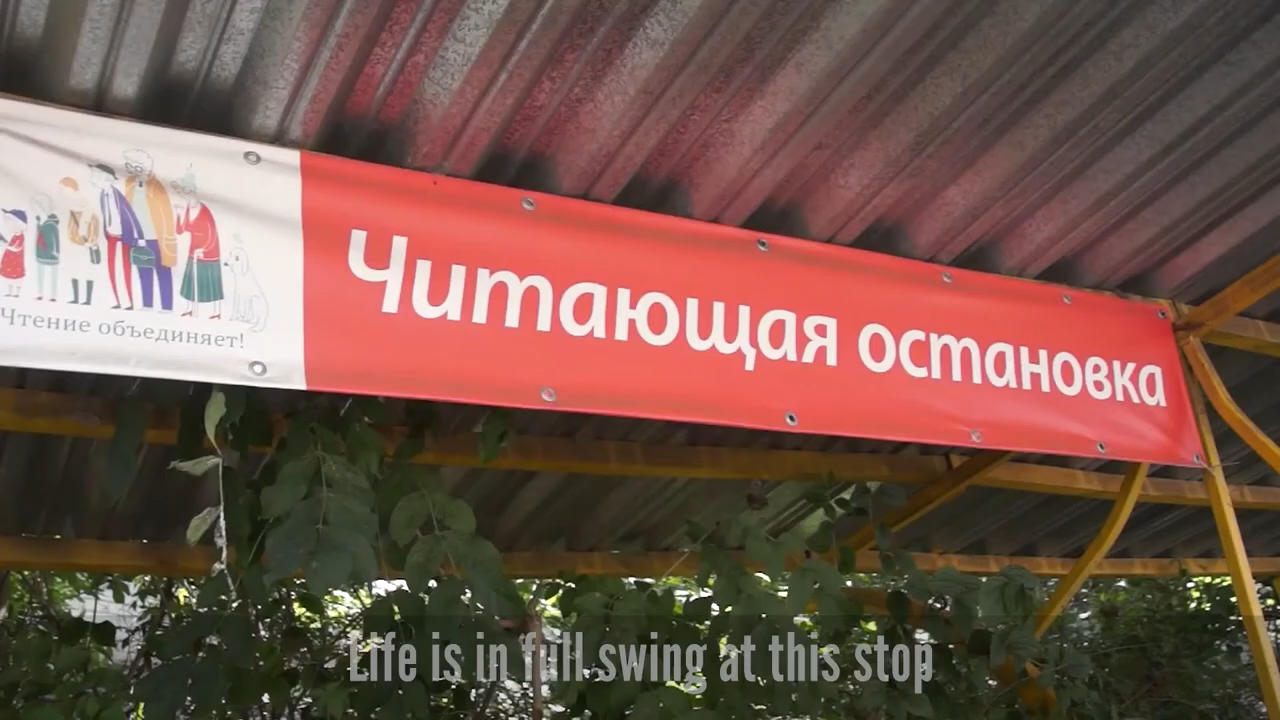 Читающая остановка
Чтение объединяет!
Life is in full swing at this stop